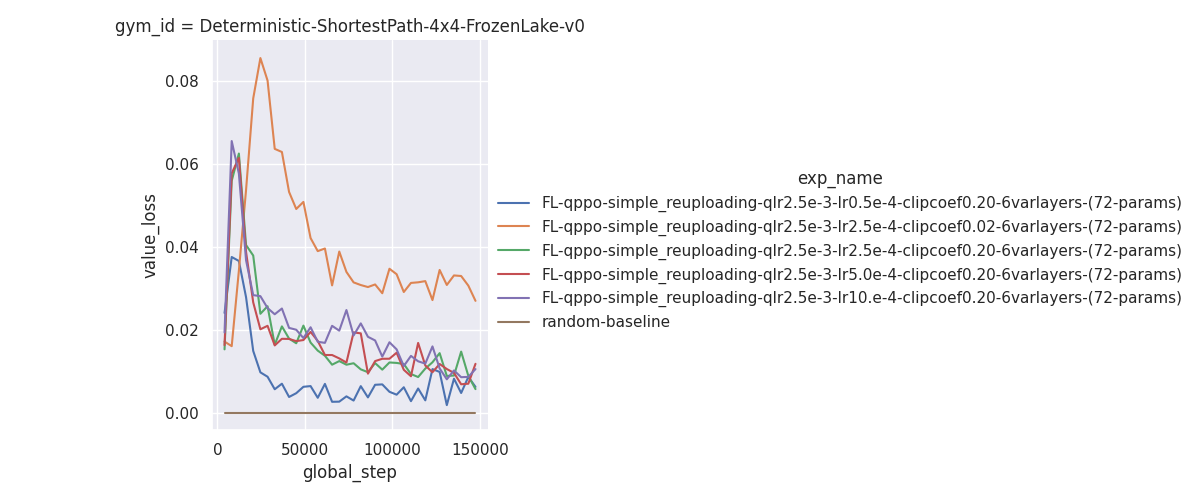 gym_id = Deterministic-ShortestPath-4x4-FrozenLake-v0
0.08
0.06
0.04
0.02
0.00
value_loss
0
50000
100000
150000
global_step
exp_name
FL-qppo-simple_reuploading-qlr2.5e-3-lr0.5e-4-clipcoef0.20-6varlayers-(72-params)
FL-qppo-simple_reuploading-qlr2.5e-3-lr2.5e-4-clipcoef0.02-6varlayers-(72-params)
FL-qppo-simple_reuploading-qlr2.5e-3-lr2.5e-4-clipcoef0.20-6varlayers-(72-params)
FL-qppo-simple_reuploading-qlr2.5e-3-lr5.0e-4-clipcoef0.20-6varlayers-(72-params)
FL-qppo-simple_reuploading-qlr2.5e-3-lr10.e-4-clipcoef0.20-6varlayers-(72-params)
random-baseline